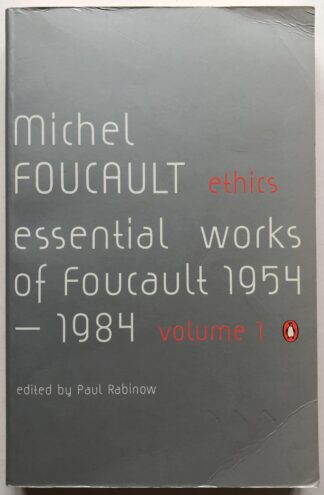 Michel
FOUCAULT ethics
essential works
of Foucault 1954
– 1984 volume 1
edited by Paul Rabinow